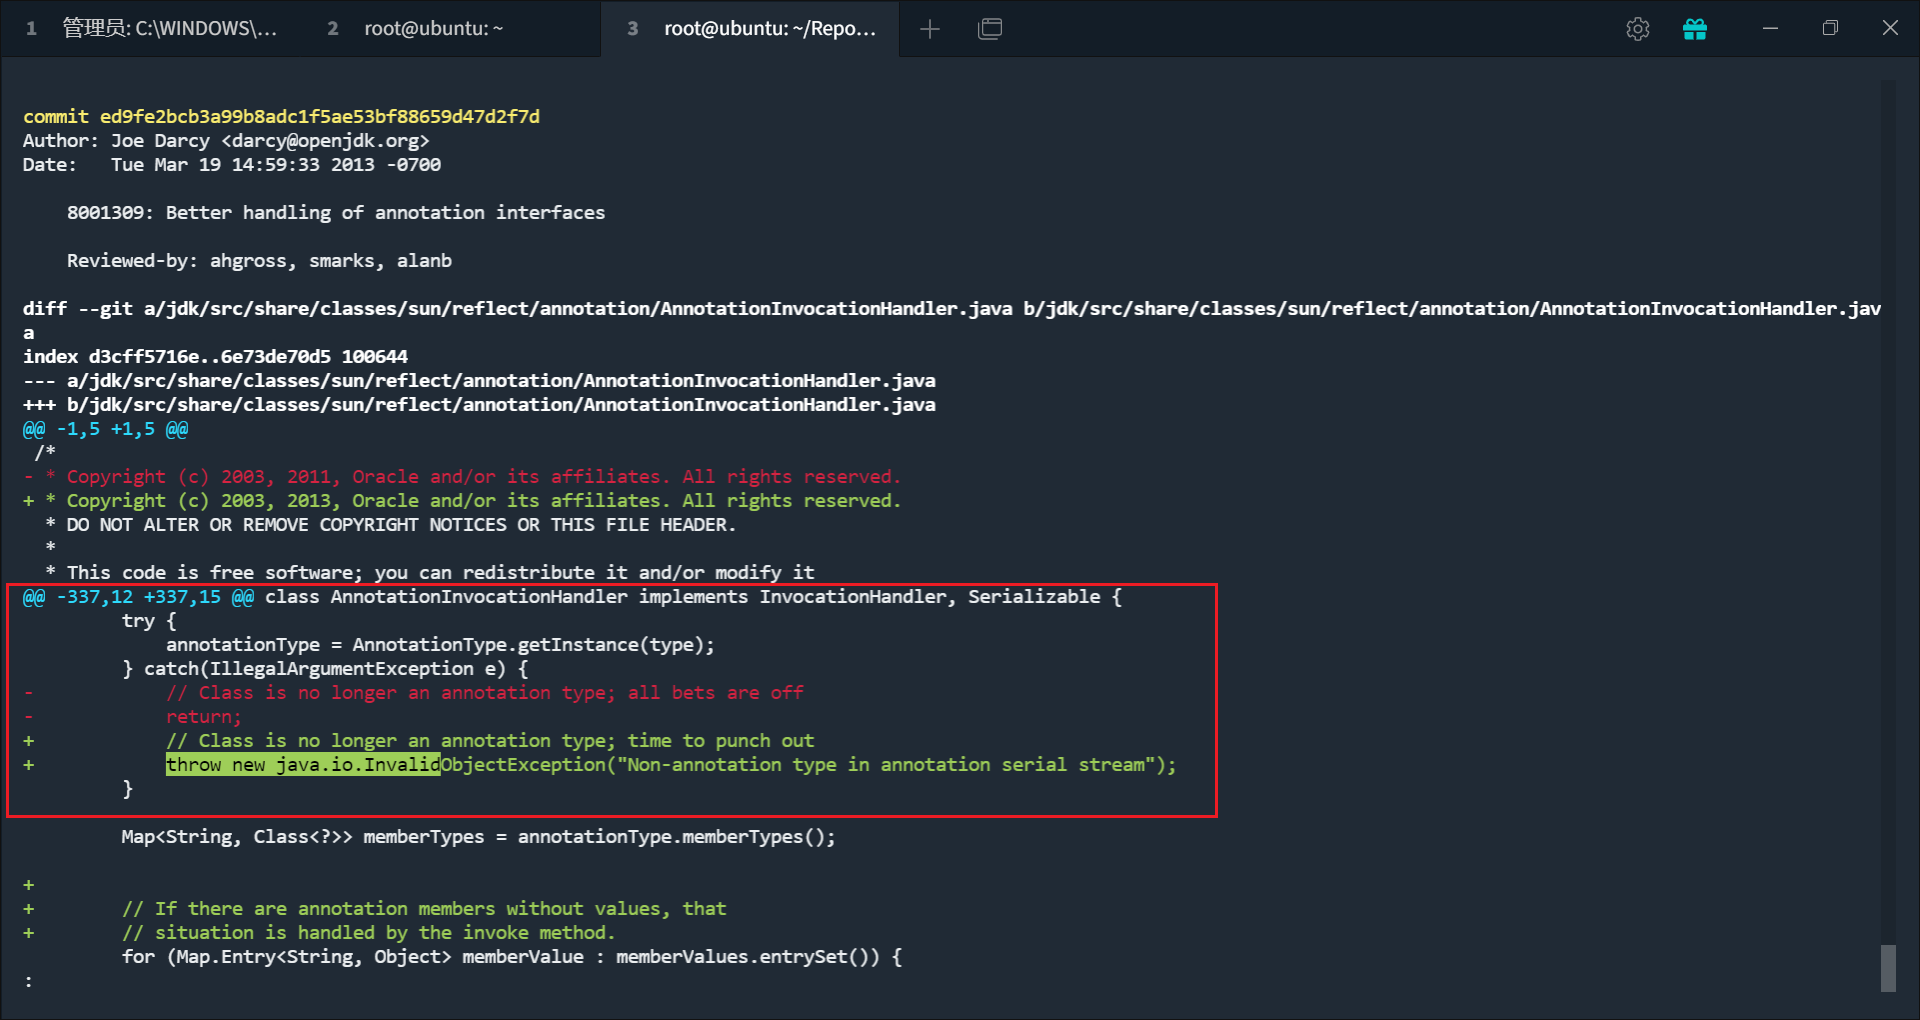 1 管理员: C:\WINDOWS\... 2 root@ubuntu: ~ 3 root@ubuntu: ~/Repo...
commit ed9fe2bcb3a99b8adc1f5ae53bf88659d47d2f7d
Author: Joe Darcy <darcy@openjdk.org>
Date:   Tue Mar 19 14:59:33 2013 -0700
    8001309: Better handling of annotation interfaces
    Reviewed-by: ahgross, smarks, alanb
diff --git a/jdk/src/share/classes/sun/reflect/annotation/AnnotationInvocationHandler.java b/jdk/src/share/classes/sun/reflect/annotation/AnnotationInvocationHandler.jav
a
index d3cff5716e..6e73de70d5 100644
--- a/jdk/src/share/classes/sun/reflect/annotation/AnnotationInvocationHandler.java
+++ b/jdk/src/share/classes/sun/reflect/annotation/AnnotationInvocationHandler.java
@@ -1,5 +1,5 @@
 /*
- * Copyright (c) 2003, 2011, Oracle and/or its affiliates. All rights reserved.
+ * Copyright (c) 2003, 2013, Oracle and/or its affiliates. All rights reserved.
  * DO NOT ALTER OR REMOVE COPYRIGHT NOTICES OR THIS FILE HEADER.
  *
  * This code is free software; you can redistribute it and/or modify it
@@ -337,12 +337,15 @@ class AnnotationInvocationHandler implements InvocationHandler, Serializable {
         try {
             annotationType = AnnotationType.getInstance(type);
         } catch(IllegalArgumentException e) {
-            // Class is no longer an annotation type; all bets are off
-            return;
+            // Class is no longer an annotation type; time to punch out
+            throw new java.io.InvalidObjectException("Non-annotation type in annotation serial stream");
         }
         Map<String, Class<?>> memberTypes = annotationType.memberTypes();
+
+        // If there are annotation members without values, that
+        // situation is handled by the invoke method.
         for (Map.Entry<String, Object> memberValue : memberValues.entrySet()) {
: